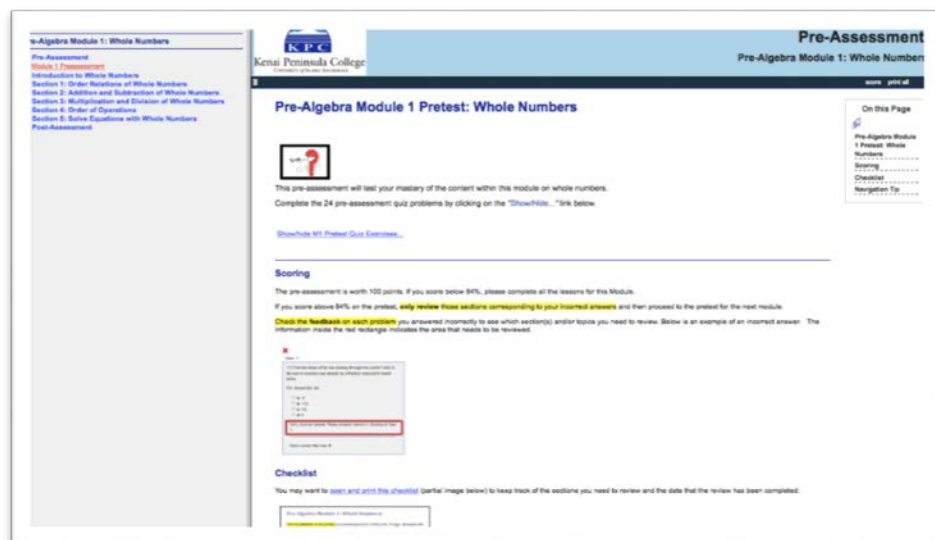 e-Algebra Module 1: Whole Numbers
Pre-Assessment
Module 1 Preassessment
Introduction to Whole Numbers
Section 1: Order Relations of Whole Numbers
Section 2: Addition and Subtraction of Whole Numbers
Section 3: Multiplication and Division of Whole Numbers
Section 4: Order of Operations
Section 5: Solve Equations with Whole Numbers
Post-Assessment
KPC
Kenai Peninsula College
Pre-Assessment
Pre-Algebra Module 1: Whole Number
score print all
Pre-Algebra Module 1 Pretest: Whole Numbers
This pre-assessment will test your mastery of the content within this module on whole numbers.
Complete the 24 pre-assessment quiz problems by clicking on the "Show/Hide..." link below.
Show/hide M1 Pretest Quiz Exercises...
On this Page
Pre-Algebra Module
1 Pretest: Whole
Numbers
Scoring
Checklist
Navigation Tip
Scoring
The pre-assessment is worth 100 points. If you score below 84%, please complete all the lessons for this Module.
If you score above 84% on the pretest, only review those sections corresponding to your incorrect answers and then proceed to the pretest for the next module.
Check the feedback on each problem you answered incorrectly to see which section(s) and/or topics you need to review. Below is an example of an incorrect answer. The
information inside the red rectangle indicates the area that needs to be reviewed.
Checklist
You may want to open and print this checklist (partial image below) to keep track of the sections you need to review and the date that the review has been completed:
Pre-Algebra Module 1: Whole Numbers